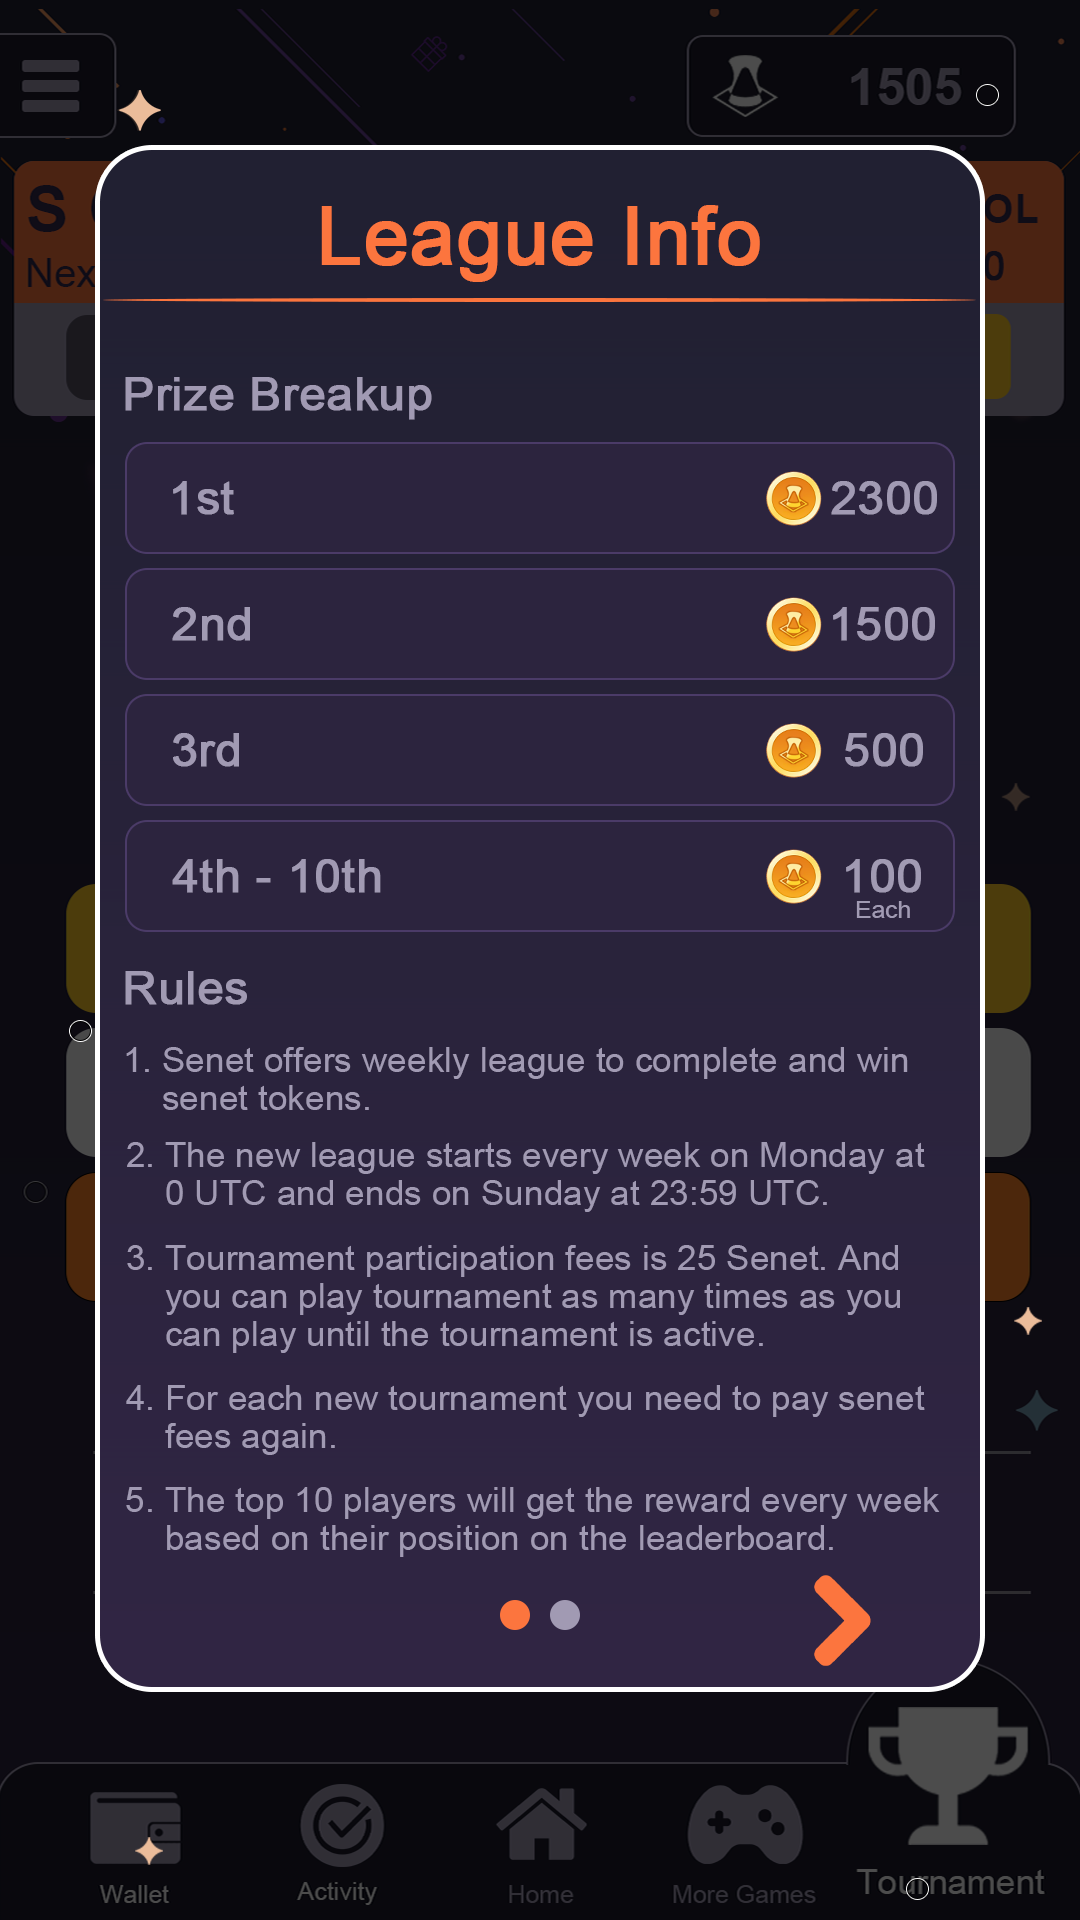 1505
S
OL
Nex
0
League Info
Prize Breakup
1st 2300
2nd 1500
3rd 500
4th - 10th 100
Each
Rules
1. Senet offers weekly league to complete and win
senet tokens.
2. The new league starts every week on Monday at
0 UTC and ends on Sunday at 23:59 UTC.
3. Tournament participation fees is 25 Senet. And
you can play tournament as many times as you
can play until the tournament is active.
4. For each new tournament you need to pay senet
fees again.
5. The top 10 players will get the reward every week
based on their position on the leaderboard.
Wallet Activity Home More Games Tournament